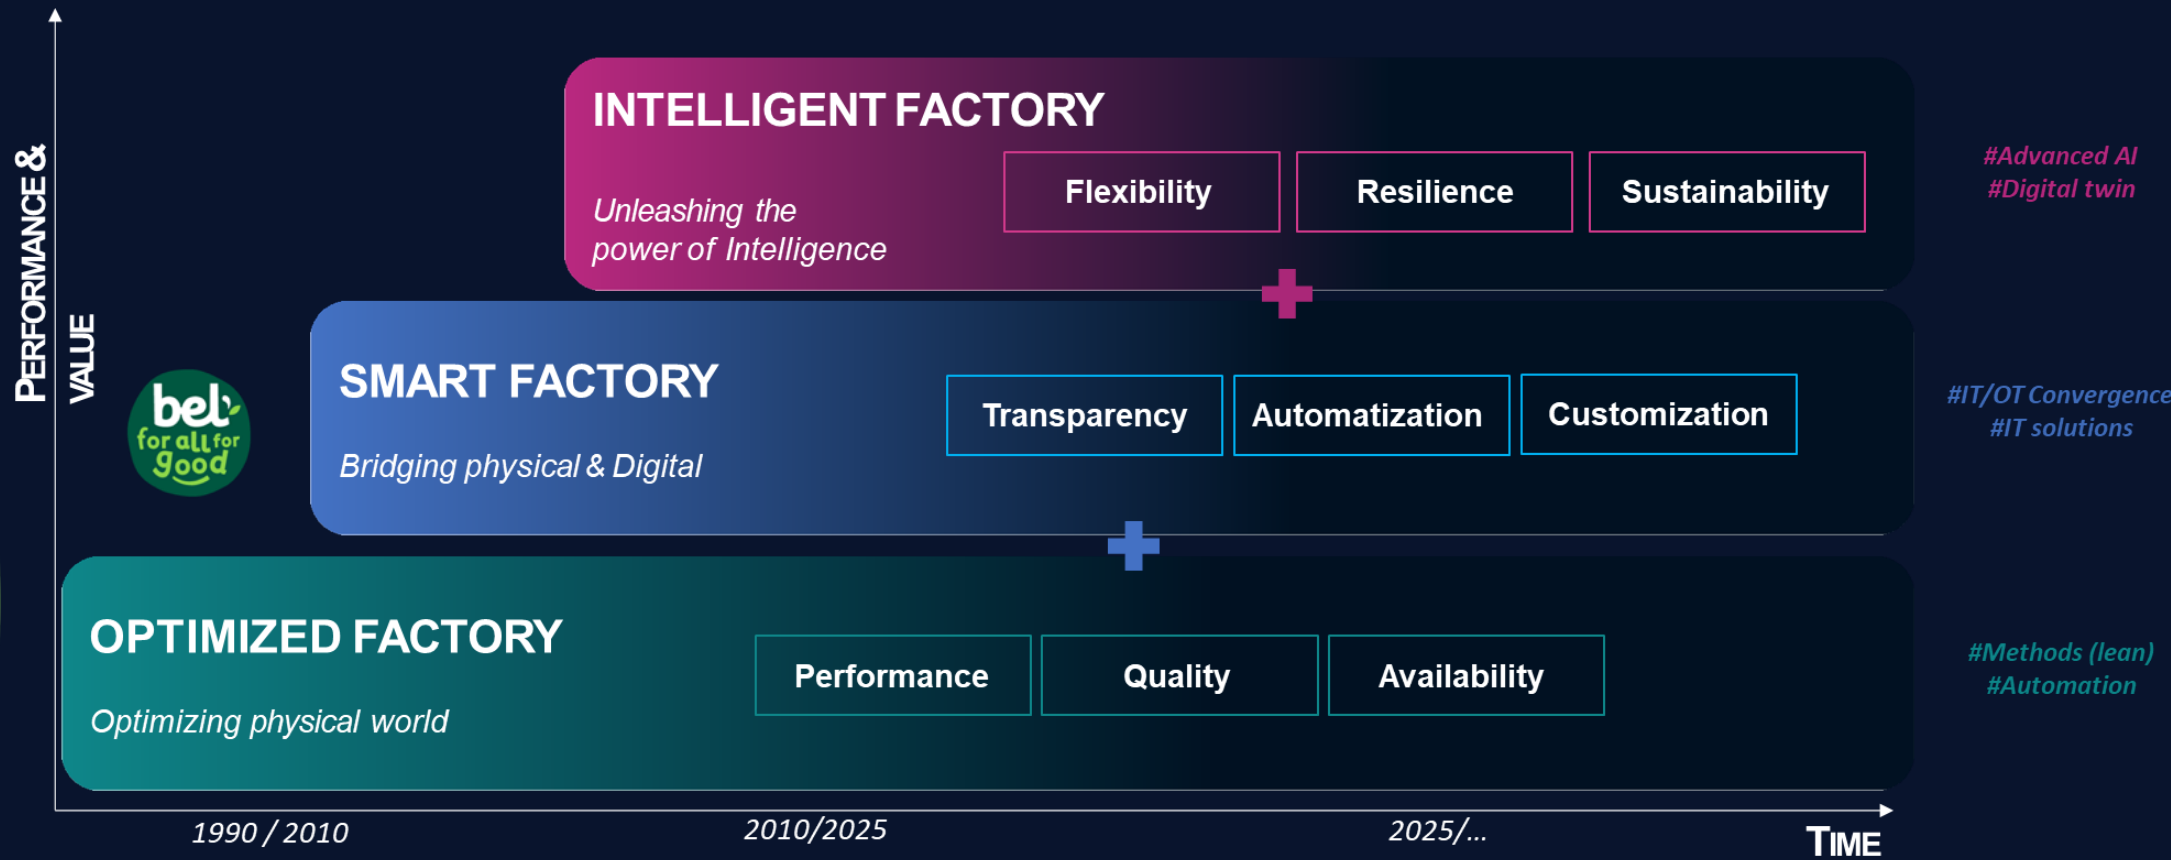 PERFORMANCE &
VALUE
INTELLIGENT FACTORY
Unleashing the
power of Intelligence
Flexibility
Resilience
Sustainability
#Advanced AI
#Digital twin
bel
for all for
good
SMART FACTORY
Bridging physical & Digital
Transparency
Automatization
Customization
#IT/OT Convergence
#IT solutions
OPTIMIZED FACTORY
Optimizing physical world
Performance
Quality
Availability
#Methods (lean)
#Automation
1990 / 2010
2010/2025
2025/...
TIME